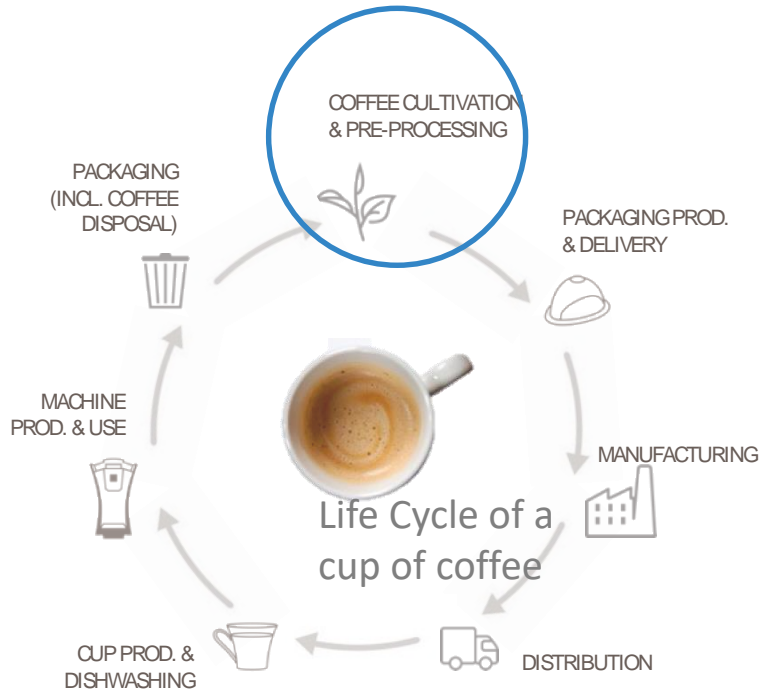 COFFEE CULTIVATION
& PRE-PROCESSING
PACKAGING
(INCL. COFFEE
DISPOSAL)
PACKAGING PROD.
& DELIVERY
MACHINE
PROD. & USE
MANUFACTURING
Life Cycle of a
cup of coffee
CUP PROD. &
DISHWASHING
DISTRIBUTION